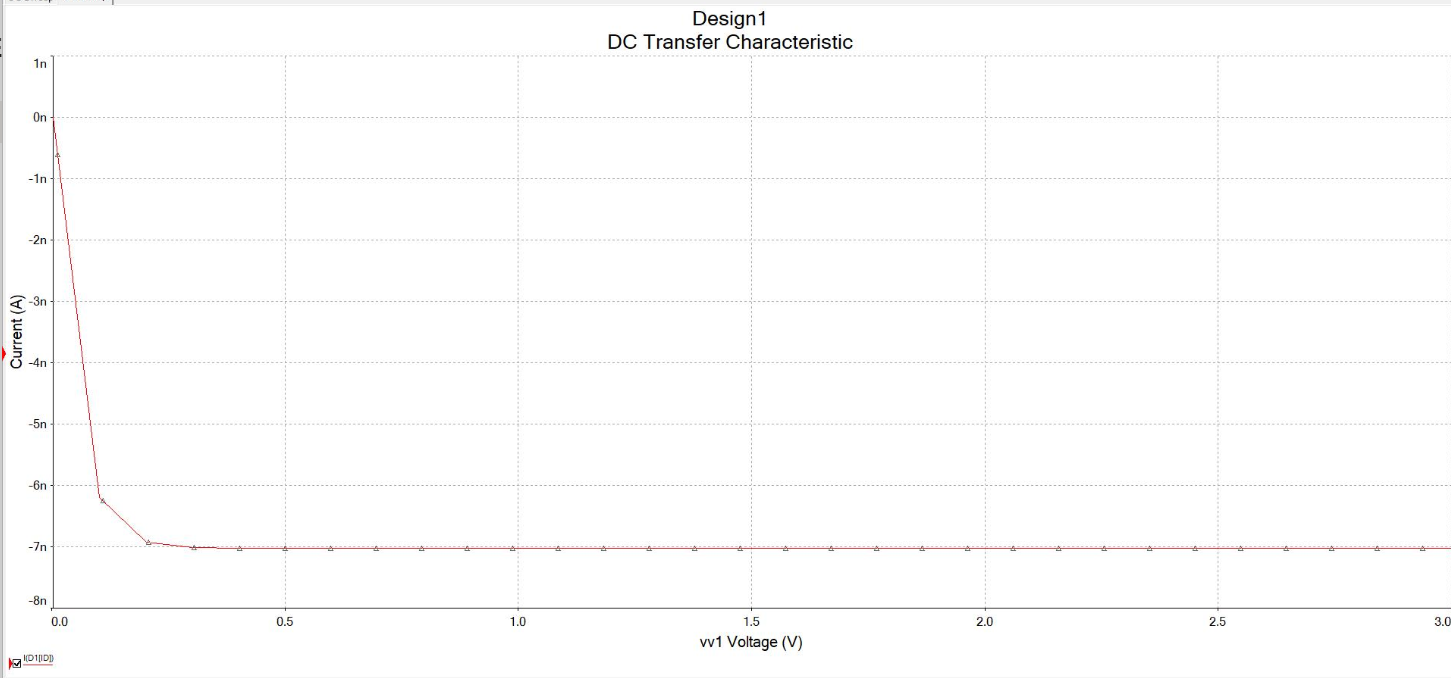 Design1
DC Transfer Characteristic
1n
0n
-1n
-2n
-3n
-4n
-5n
-6n
-7n
-8n
Current (A)
0.0
0.5
1.0
1.5
2.0
2.5
3.0
vv1 Voltage (V)
I(D1[ID])